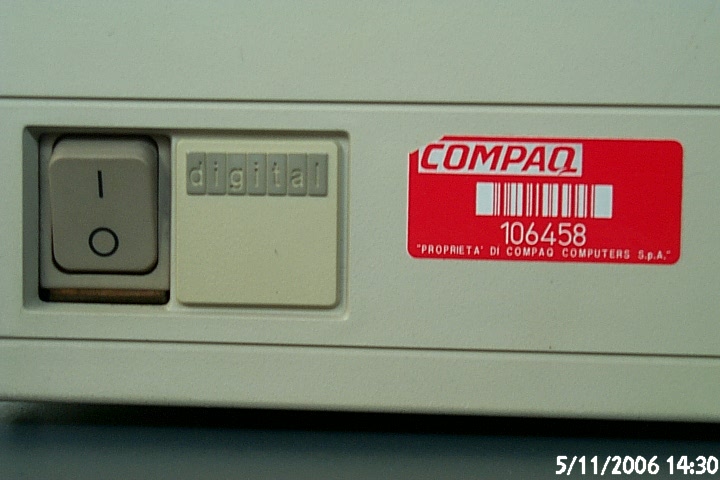 I
O
digital
COMPAQ
106458
"PROPRIETA' DI COMPAQ COMPUTERS S.p.A."
5/11/2006 14:30